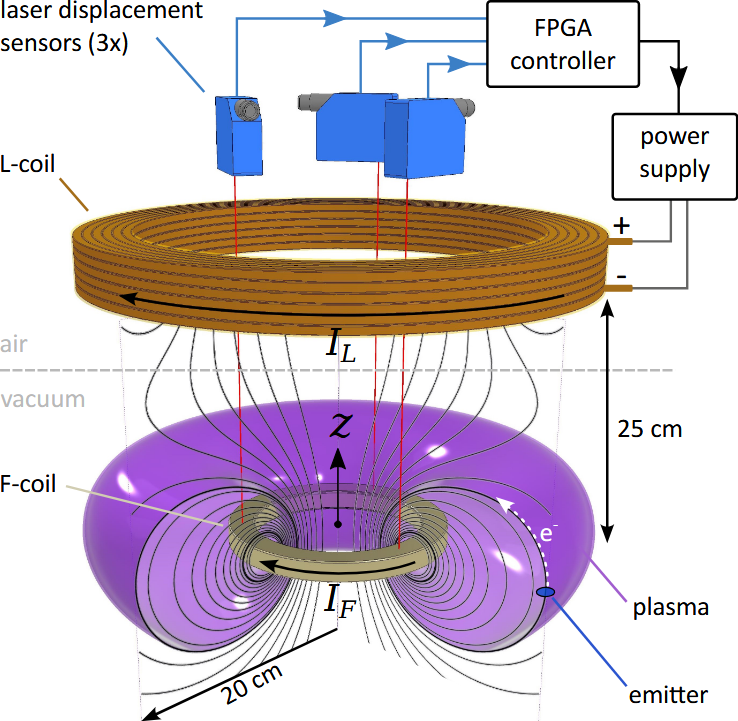 laser displacement
sensors (3x)
FPGA
controller
power
supply
L-coil
+
-
I_L
air
vacuum
z
25 cm
F-coil
e-
I_F
plasma
20 cm
emitter